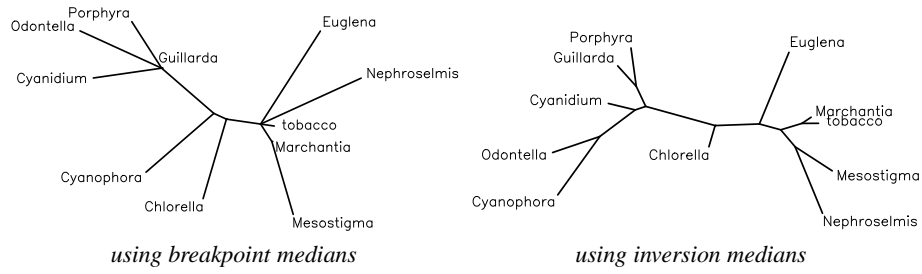 Porphyra
Odontella
Guillarda
Cyanidium
Euglena
Nephroselmis
tobacco
Marchantia
Cyanophora
Chlorella
Mesostigma
using breakpoint medians
Porphyra
Guillarda
Euglena
Cyanidium
Marchantia
tobacco
Odontella
Chlorella
Mesostigma
Cyanophora
Nephroselmis
using inversion medians